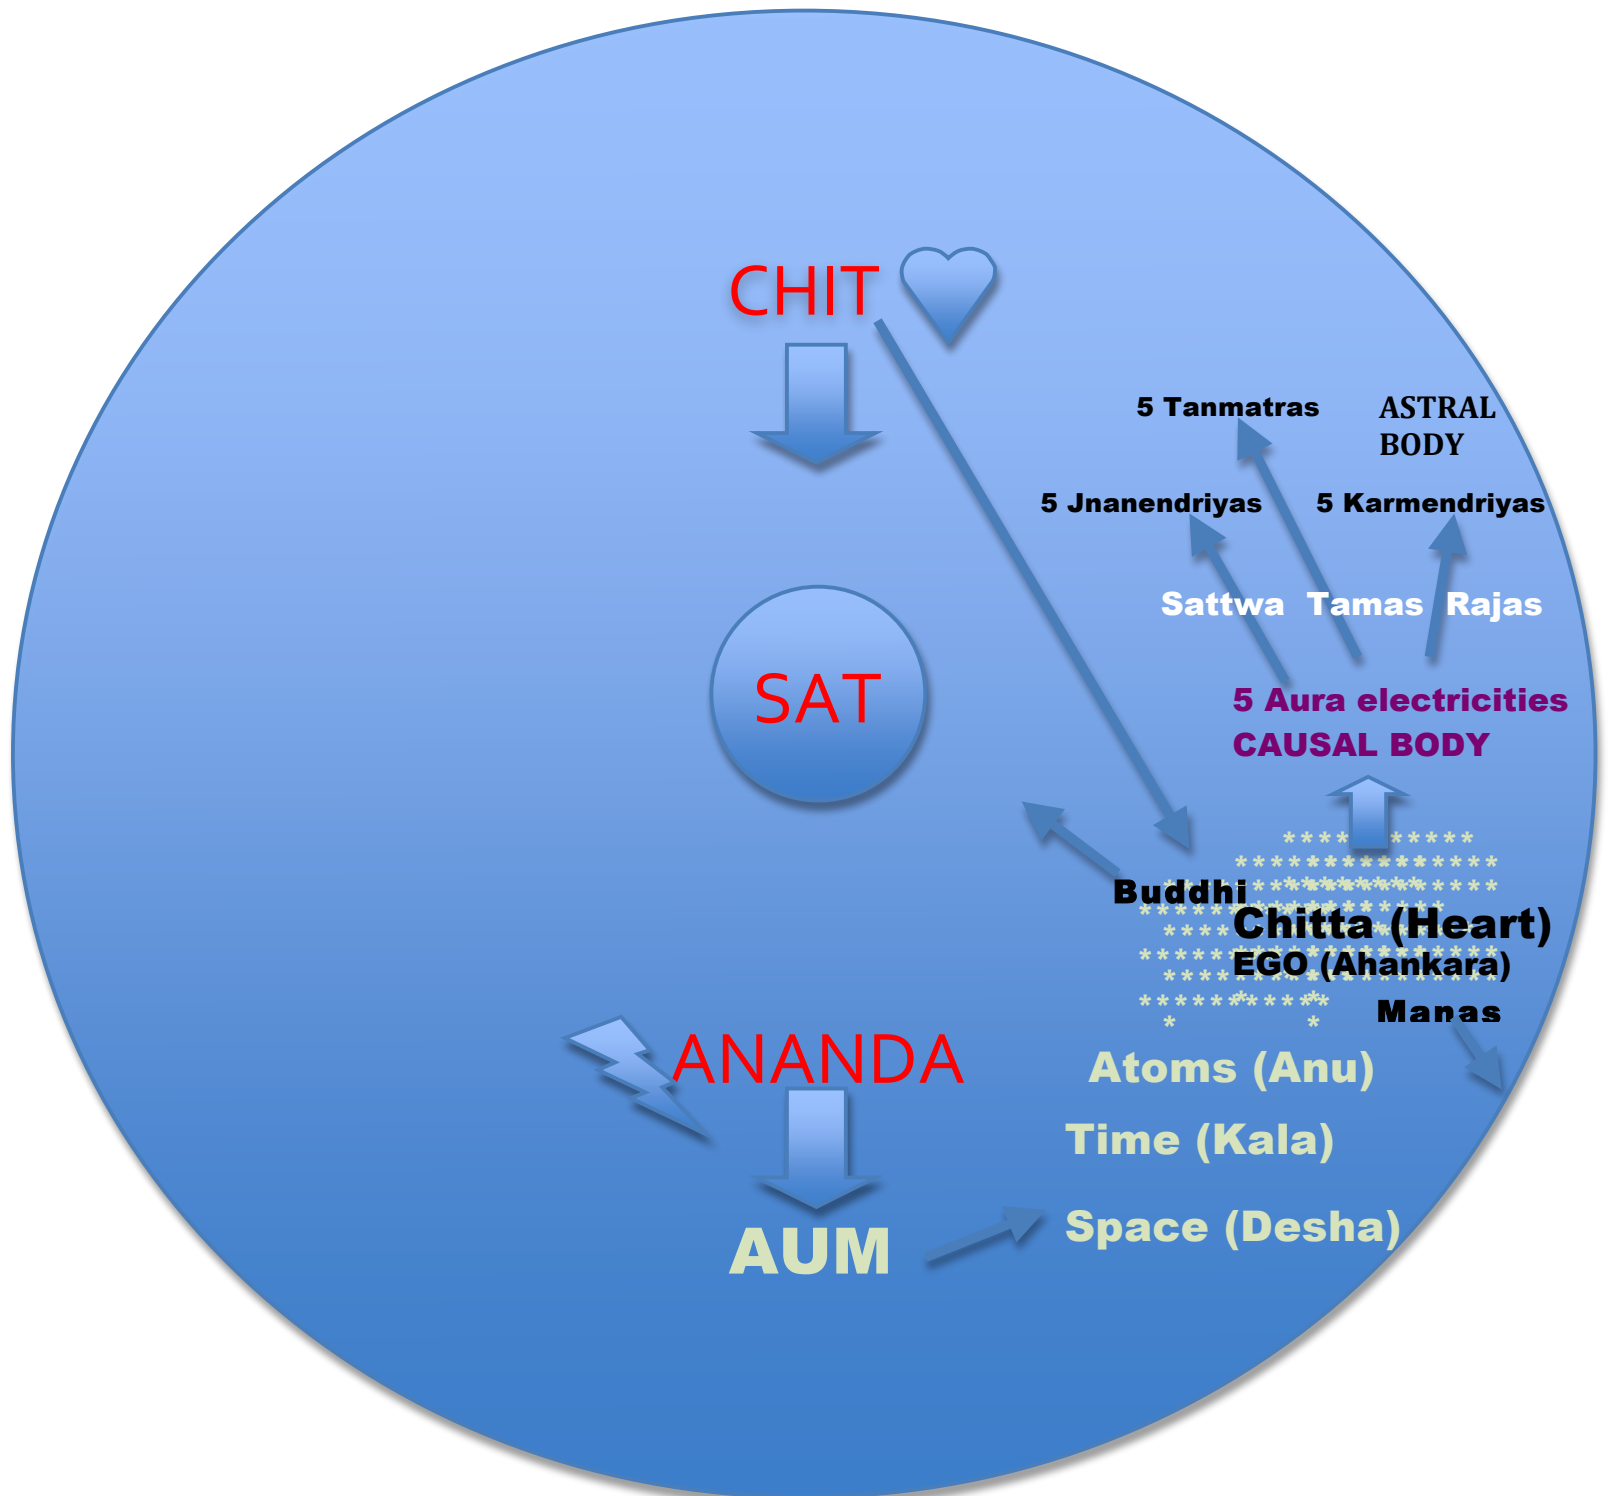 CHIT
5 Tanmatras
ASTRAL
BODY
5 Jnanendriyas
5 Karmendriyas
Sattwa Tamas Rajas
SAT
5 Aura electricities
CAUSAL BODY
Buddhi
Chitta (Heart)
EGO (Ahankara)
Manas
ANANDA
Atoms (Anu)
Time (Kala)
Space (Desha)
AUM